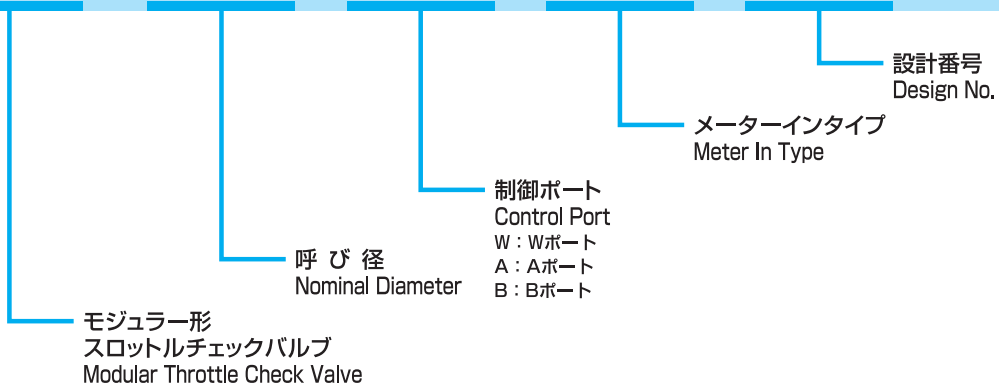 設計番号
Design No.
メーターインタイプ
Meter In Type
制御ポート
Control Port
W：Wポート
A：Aポート
B：Bポート
呼 び 径
Nominal Diameter
モジュラー形
スロットルチェックバルブ
Modular Throttle Check Valve